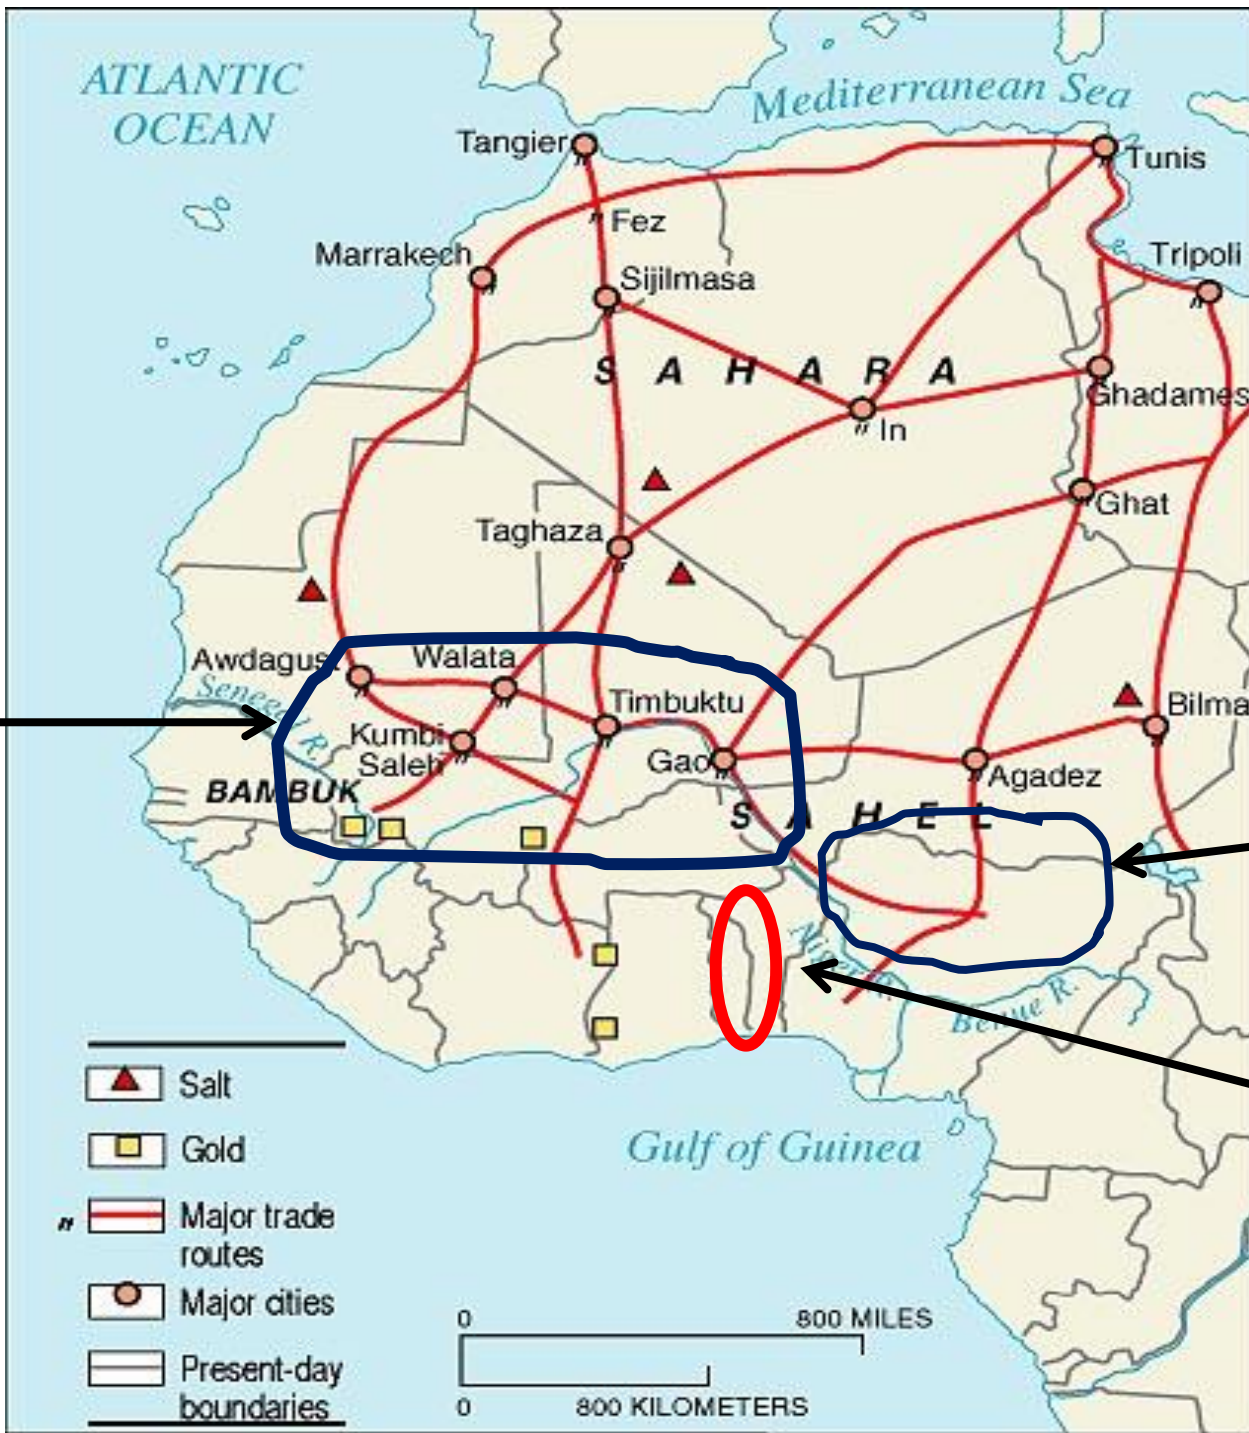 ATLANTIC
OCEAN
Mediterranean Sea
Tangier
Tunis
Fez
Marrakech
Tripoli
Sijilmasa
SAHARA
Ghadames
In
Ghat
Taghaza
Awdagust
Walata
Senegal R.
Timbuktu
Bilma
Kumbi
Saleh
Gao
Agadez
BAMBUK
SAHEL
Niger R.
Benue R.
Salt
Gold
Gulf of Guinea
Major trade
routes
Major cities
Present-day
boundaries
0 800 MILES
0 800 KILOMETERS